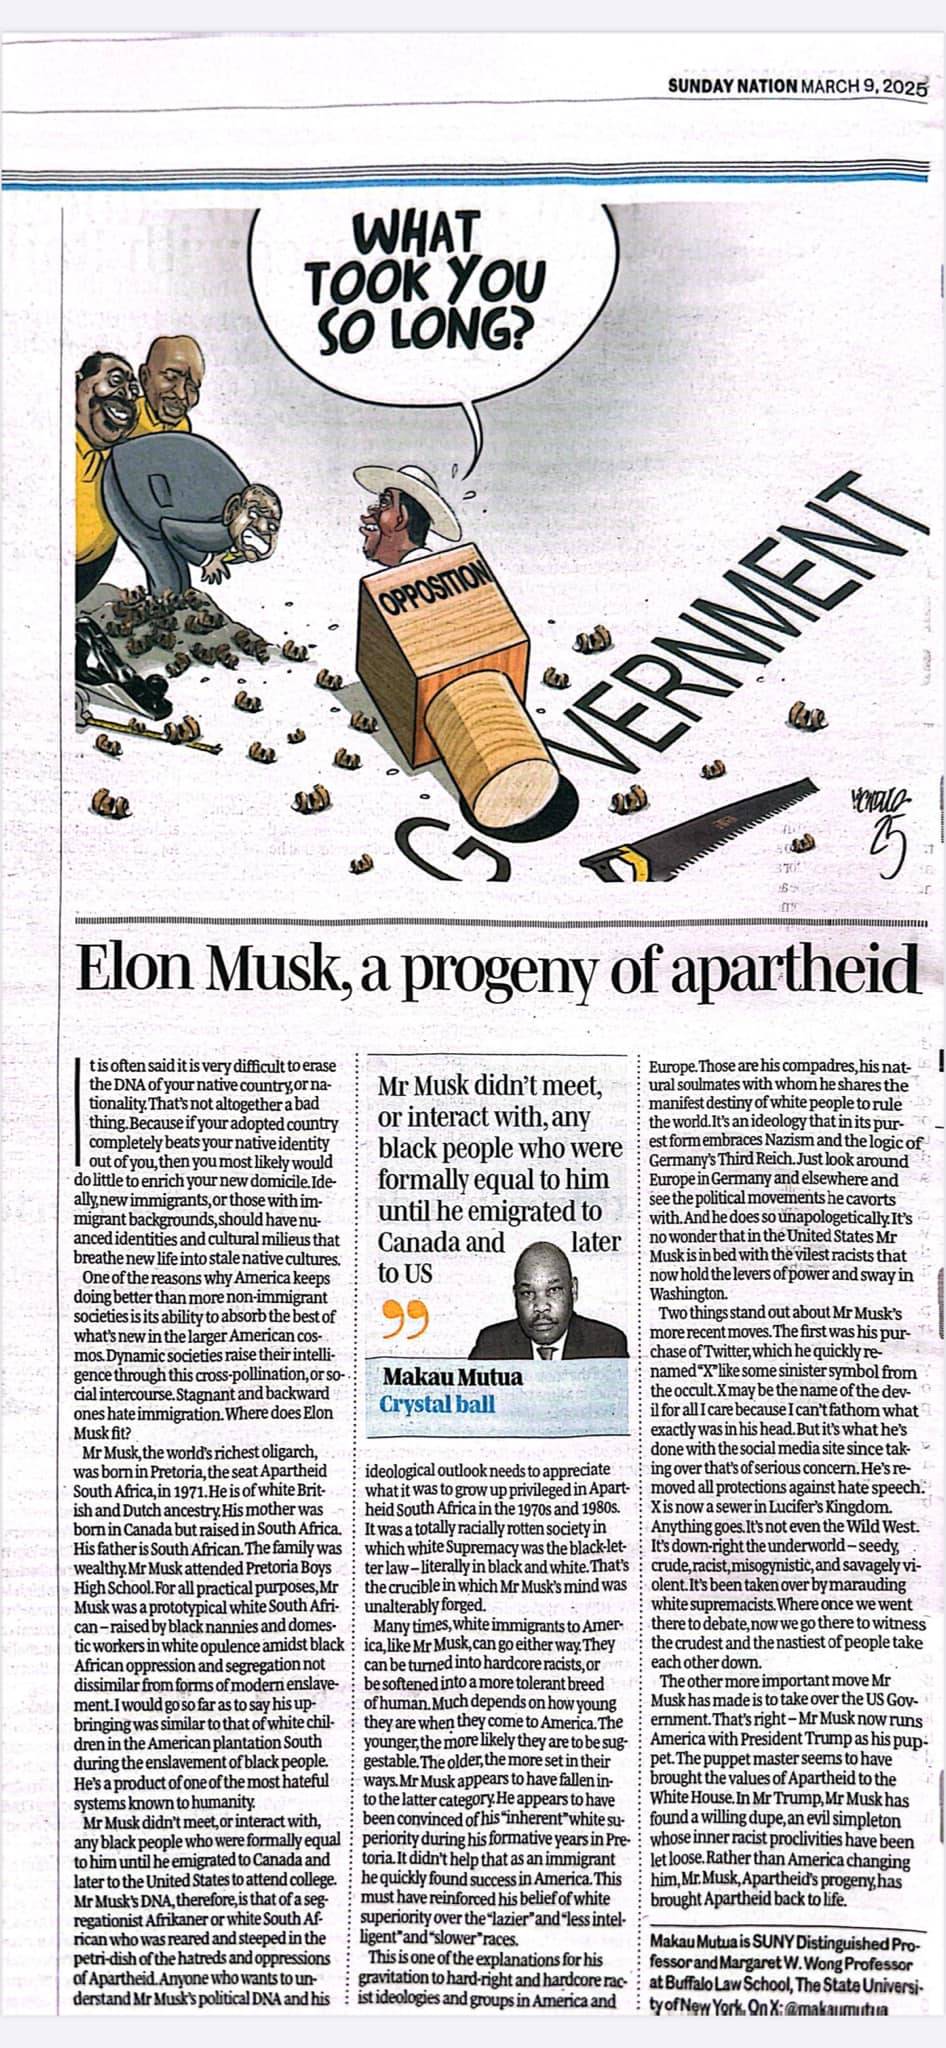 SUNDAY NATION MARCH 9, 2025
WHAT
TOOK YOU
SO LONG?
OPPOSITION
G VERNMENT
25
Elon Musk, a progeny of apartheid
It is often said it is very difficult to erase
the DNA of your native country, or na-
tionality. That's not altogether a bad
thing. Because if your adopted country
completely beats your native identity
out of you, then you most likely would
do little to enrich your new domicile. Ide-
ally, new immigrants, or those with im-
migrant backgrounds, should have nu-
anced identities and cultural milieus that
breathe new life into stale native cultures.
One of the reasons why America keeps
doing better than more non-immigrant
societies is its ability to absorb the best of
what's new in the larger American cos-
mos. Dynamic societies raise their intelli-
gence through this cross-pollination, or so-
cial intercourse. Stagnant and backward
ones hate immigration. Where does Elon
Musk fit?
Mr Musk, the world's richest oligarch,
was born in Pretoria, the seat Apartheid
South Africa, in 1971. He is of white Brit-
ish and Dutch ancestry. His mother was
born in Canada but raised in South Africa.
His father is South African. The family was
wealthy. Mr Musk attended Pretoria Boys
High School. For all practical purposes, Mr
Musk was a prototypical white South Afri-
can – raised by black nannies and domes-
tic workers in white opulence amidst black
African oppression and segregation not
dissimilar from forms of modern enslave-
ment. I would go so far as to say his up-
bringing was similar to that of white chil-
dren in the American plantation South
during the enslavement of black people.
He's a product of one of the most hateful
systems known to humanity.
Mr Musk didn't meet, or interact with,
any black people who were formally equal
to him until he emigrated to Canada and
later to the United States to attend college.
Mr Musk's DNA, therefore, is that of a seg-
regationist Afrikaner or white South Af-
rican who was reared and steeped in the
petri-dish of the hatreds and oppressions
of Apartheid. Anyone who wants to un-
derstand Mr Musk's political DNA and his
Mr Musk didn't meet,
or interact with, any
black people who were
formally equal to him
until he emigrated to
Canada and later
to US
”
Makau Mutua
Crystal ball
ideological outlook needs to appreciate
what it was to grow up privileged in Apart-
heid South Africa in the 1970s and 1980s.
It was a totally racially rotten society in
which white Supremacy was the black-let-
ter law – literally in black and white. That's
the crucible in which Mr Musk's mind was
unalterably forged.
Many times, white immigrants to Amer-
ica, like Mr Musk, can go either way. They
can be turned into hardcore racists, or
be softened into a more tolerant breed
of human. Much depends on how young
they are when they come to America. The
younger, the more likely they are to be sug-
gestable. The older, the more set in their
ways. Mr Musk appears to have fallen in-
to the latter category. He appears to have
been convinced of his "inherent" white su-
periority during his formative years in Pre-
toria. It didn't help that as an immigrant
he quickly found success in America. This
must have reinforced his belief of white
superiority over the "lazier" and "less intel-
ligent" and "slower" races.
This is one of the explanations for his
gravitation to hard-right and hardcore rac-
ist ideologies and groups in America and
Europe. Those are his compadres, his nat-
ural soulmates with whom he shares the
manifest destiny of white people to rule
the world. It's an ideology that in its pur-
est form embraces Nazism and the logic of
Germany's Third Reich. Just look around
Europe in Germany and elsewhere and
see the political movements he cavorts
with. And he does so unapologetically. It's
no wonder that in the United States Mr
Musk is in bed with the vilest racists that
now hold the levers of power and sway in
Washington.
Two things stand out about Mr Musk's
more recent moves. The first was his pur-
chase of Twitter, which he quickly re-
named "X" like some sinister symbol from
the occult. X may be the name of the dev-
il for all I care because I can't fathom what
exactly was in his head. But it's what he's
done with the social media site since tak-
ing over that's of serious concern. He's re-
moved all protections against hate speech.
X is now a sewer in Lucifer's Kingdom.
Anything goes. It's not even the Wild West.
It's down-right the underworld – seedy,
crude, racist, misogynistic, and savagely vi-
olent. It's been taken over by marauding
white supremacists. Where once we went
there to debate, now we go there to witness
the crudest and the nastiest of people take
each other down.
The other more important move Mr
Musk has made is to take over the US Gov-
ernment. That's right – Mr Musk now runs
America with President Trump as his pup-
pet. The puppet master seems to have
brought the values of Apartheid to the
White House. In Mr Trump, Mr Musk has
found a willing dupe, an evil simpleton
whose inner racist proclivities have been
let loose. Rather than America changing
him, Mr. Musk, Apartheid's progeny, has
brought Apartheid back to life.
Makau Mutua is SUNY Distinguished Pro-
fessor and Margaret W. Wong Professor
at Buffalo Law School, The State Universi-
ty of New York. On X: @makaumutua